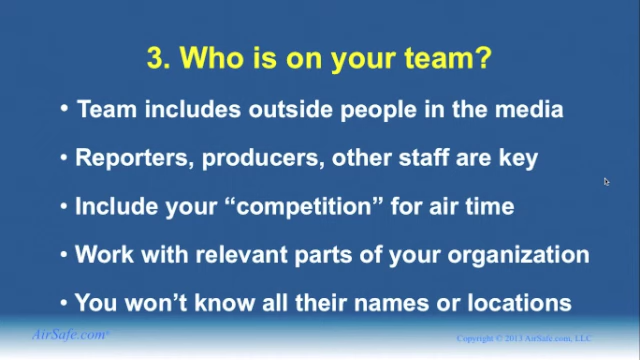 3. Who is on your team?
• Team includes outside people in the media
• Reporters, producers, other staff are key
• Include your “competition” for air time
• Work with relevant parts of your organization
• You won’t know all their names or locations
AirSafe.com®
Copyright © 2013 AirSafe.com, LLC